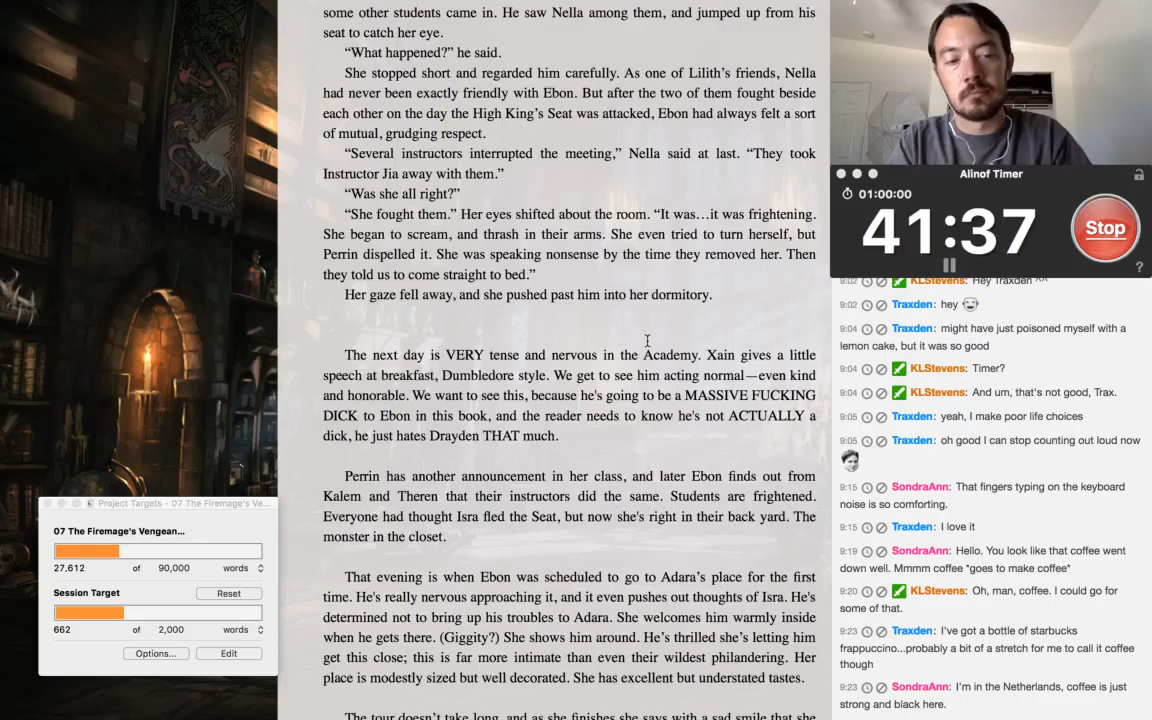 some other students came in. He saw Nella among them, and jumped up from his
seat to catch her eye.
“What happened?” he said.
She stopped short and regarded him carefully. As one of Lilith’s friends, Nella
had never been exactly friendly with Ebon. But after the two of them fought beside
each other on the day the High King’s Seat was attacked, Ebon had always felt a sort
of mutual, grudging respect.
“Several instructors interrupted the meeting,” Nella said at last. “They took
Instructor Jia away with them.”
“Was she all right?”
“She fought them.” Her eyes shifted about the room. “It was…it was frightening.
She began to scream, and thrash in their arms. She even tried to turn herself, but
Perrin dispelled it. She was speaking nonsense by the time they removed her. Then
they told us to come straight to bed.”
Her gaze fell away, and she pushed past him into her dormitory.
The next day is VERY tense and nervous in the Academy. Xain gives a little
speech at breakfast, Dumbledore style. We get to see him acting normal—even kind
and honorable. We want to see this, because he's going to be a MASSIVE FUCKING
DICK to Ebon in this book, and the reader needs to know he's not ACTUALLY a
dick, he just hates Drayden THAT much.
Perrin has another announcement in her class, and later Ebon finds out from
Kalem and Theren that their instructors did the same. Students are frightened.
Everyone had thought Isra fled the Seat, but now she's right in their back yard. The
monster in the closet.
That evening is when Ebon was scheduled to go to Adara’s place for the first
time. He's really nervous approaching it, and it even pushes out thoughts of Isra. He's
determined not to bring up his troubles to Adara. She welcomes him warmly inside
when he gets there. (Giggity?) She shows him around. He’s thrilled she’s letting him
get this close; this is far more intimate than even their wildest philandering. Her
place is modestly sized but well decorated. She has excellent but understated tastes.
The tour doesn’t take long, and as she finishes she says with a sad smile that she
Project Targets - 07 The Firemage's Ve...
07 The Firemage's Vengean...
27,612 of 90,000 words
Session Target Reset
662 of 2,000 words
Options... Edit
Alinof Timer
01:00:00
41:37
Stop
?
9:02 KLStevens: Hey Traxden ^^
9:02 Traxden: hey
9:04 Traxden: might have just poisoned myself with a
lemon cake, but it was so good
9:04 KLStevens: Timer?
9:04 KLStevens: And um, that's not good, Trax.
9:05 Traxden: yeah, I make poor life choices
9:05 Traxden: oh good I can stop counting out loud now
9:15 SondraAnn: That fingers typing on the keyboard
noise is so comforting.
9:15 Traxden: I love it
9:19 SondraAnn: Hello. You look like that coffee went
down well. Mmmm coffee *goes to make coffee*
9:20 KLStevens: Oh, man, coffee. I could go for
some of that.
9:23 Traxden: I've got a bottle of starbucks
frappuccino...probably a bit of a stretch for me to call it coffee
though
9:23 SondraAnn: I'm in the Netherlands, coffee is just
strong and black here.